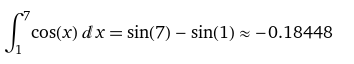 ∫₁⁷ cos(x) dx = sin(7) − sin(1) ≈ −0.18448